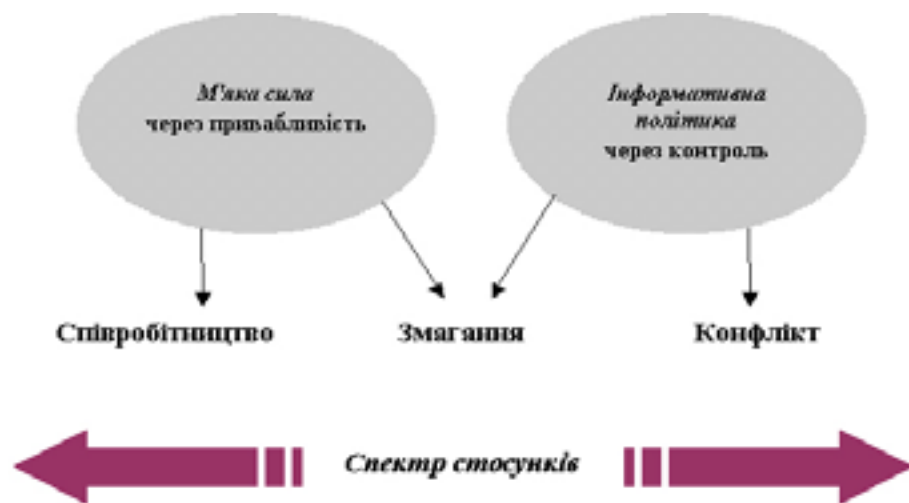 М'яка сила
через привабливість
Інформативна
політика
через контроль
Співробітництво
Змагання
Конфлікт
Спектр стосунків